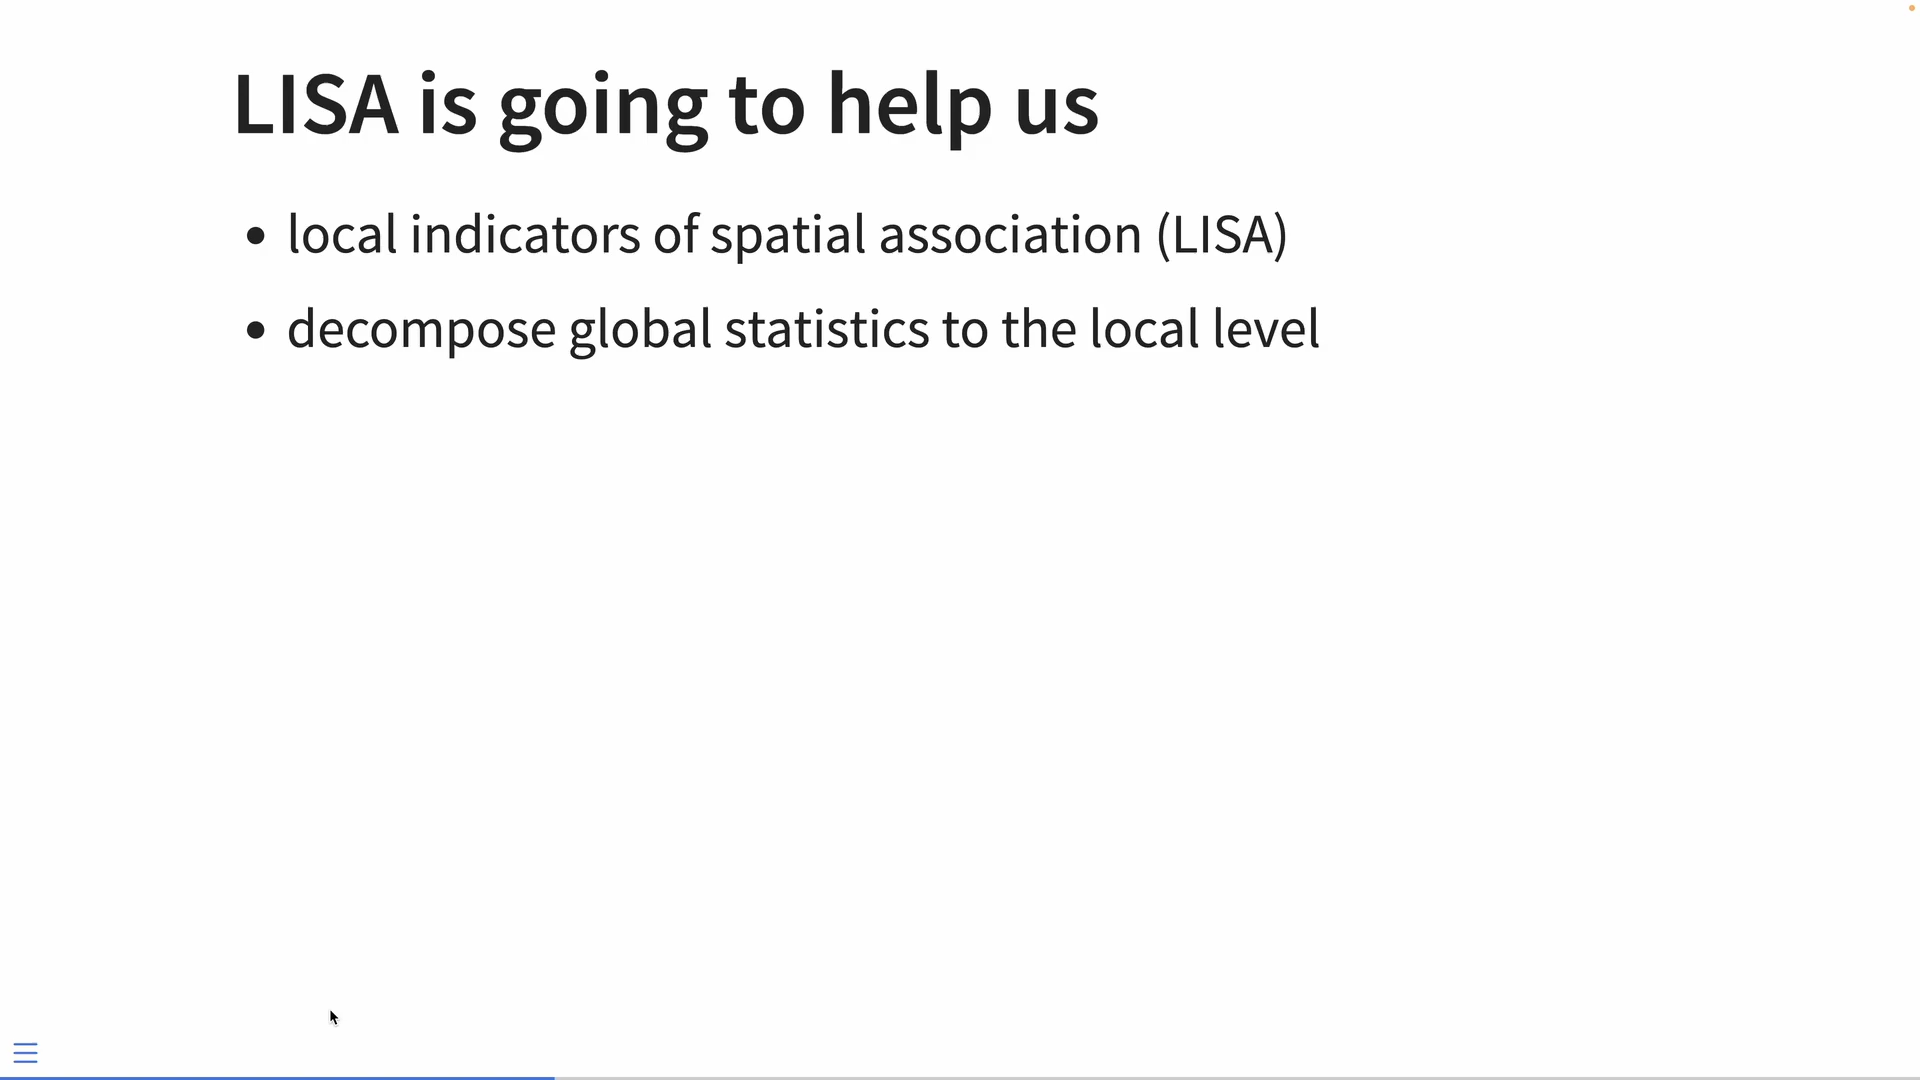 LISA is going to help us
• local indicators of spatial association (LISA)
• decompose global statistics to the local level